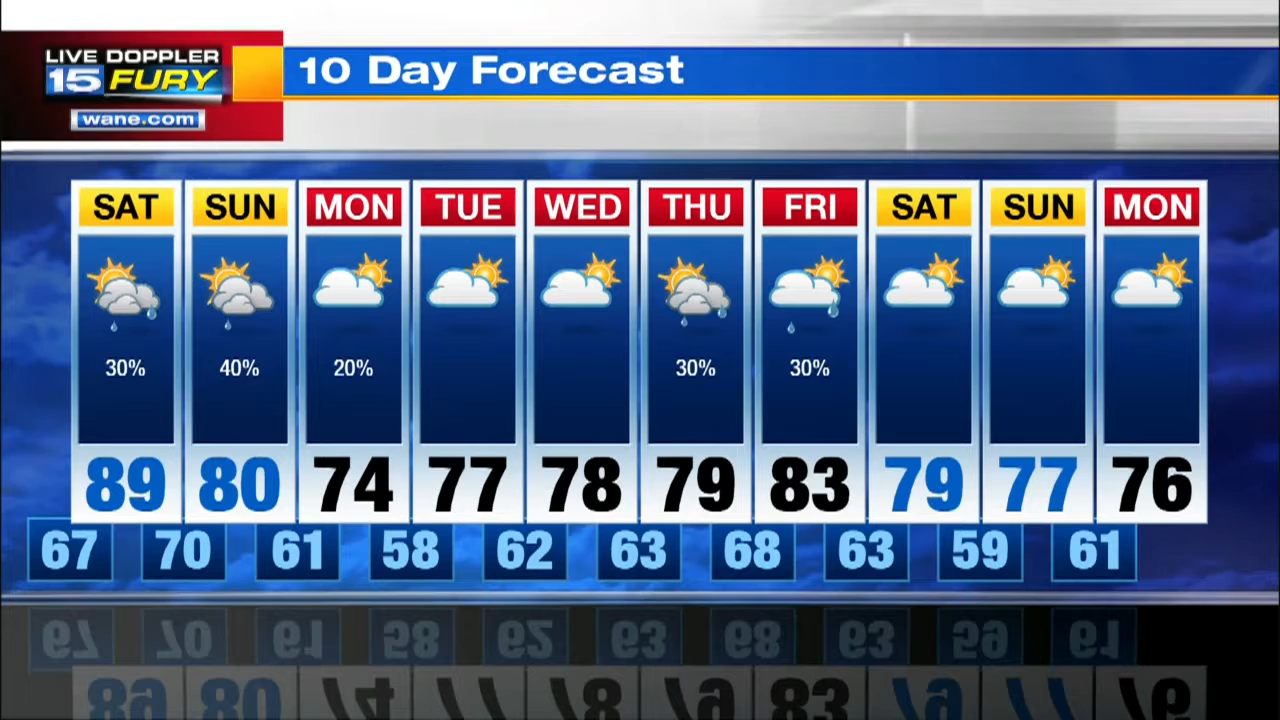 LIVE DOPPLER
15 FURY
wane.com
10 Day Forecast
SAT SUN MON TUE WED THU FRI SAT SUN MON
30% 40% 20% 30% 30%
89 80 74 77 78 79 83 79 77 76
67 70 61 58 62 63 68 63 59 61